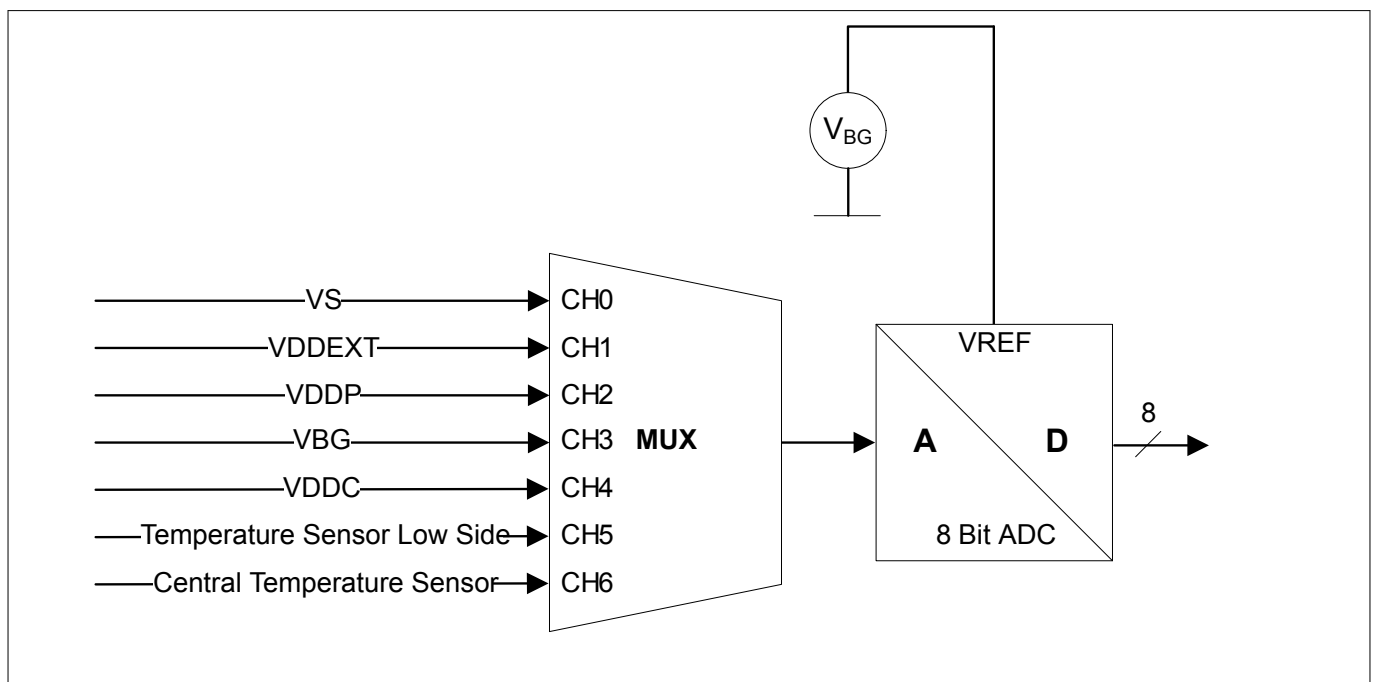 VBG
VS CH0
VDDEXT CH1
VDDP CH2
VBG CH3 MUX
VDDC CH4
Temperature Sensor Low Side CH5
Central Temperature Sensor CH6
VREF
8
A D
8 Bit ADC